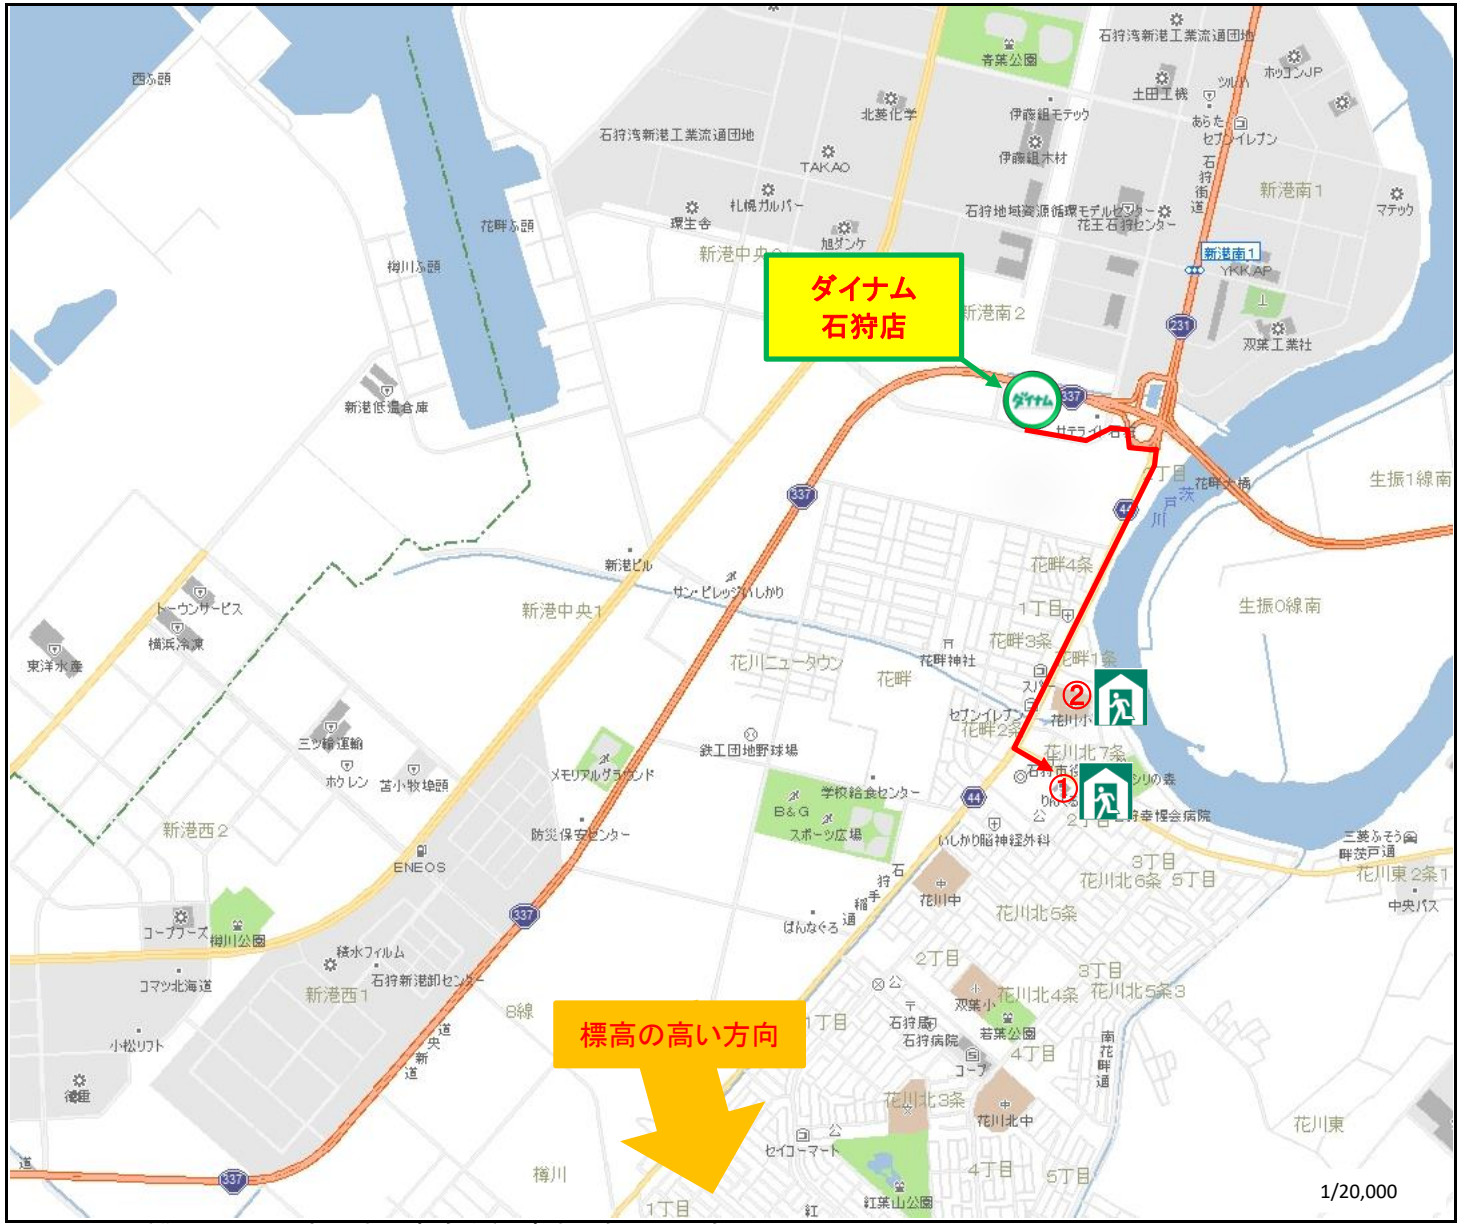 西ふ頭
青葉公園
石狩湾新港工業流通団地
ホッコンJP
ツルハ
土田工機
北菱化学
伊藤組モテック
あらた
セブンイレブン
石狩湾新港工業流通団地
伊藤組木材
TAKAO
石狩街道
新港南1
札幌ガルバー
マテック
環生舎
石狩地域資源循環モデルセンター
花王石狩センター
花畔ふ頭
旭ダンケ
樽川ふ頭
新港中央
新港南1
YKKAP
ダイナム
石狩店
新港南2
231
双葉工業社
新港低温倉庫
ダイナム
337
サテライト石狩
生振1線南
丁目
花畔大橋
茨戸川
337
44
新港ビル
花畔4条
サン・ビレッジいしかり
トーウンサービス
新港中央1
1丁目
生振0線南
横浜冷凍
花畔3条
東洋水産
花川ニュータウン
花畔神社
花畔1条
花畔
スパー
②
セブンイレブン
花川小
花畔2条
三ツ輪運輸
鉄工団地野球場
花川北7条
メモリアルグラウンド
石狩市役
シリの森
ホクレン
苫小牧埠頭
学校給食センター
①
りんくる
44
B&G
スポーツ広場
公
2丁目
石狩幸惺会病院
新港西2
防災保安センター
いしかり脳神経外科
三菱ふそう
畔茨戸通
3丁目
ENEOS
花川北6条
5丁目
花川東2条1
石狩手稲通
花川中
中央バス
337
花川北5条
コープフーズ
樽川公園
ばんなぐろ
積水フィルム
2丁目
3丁目
コマツ北海道
石狩新港卸センター
公
新港西1
双葉小
花川北4条
花川北5条3
8線
〒
標高の高い方向
1丁目
石狩局
若葉公園
石狩病院
南花畔通
小松リフト
道央新道
4丁目
コープ
徳重
花川北3条
花川北中
花川東
公
セイコーマート
道
樽川
4丁目
5丁目
337
1/20,000
1丁目
紅
紅葉山公園